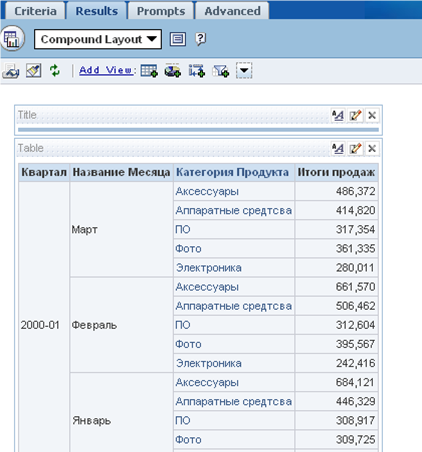 Criteria Results Prompts Advanced
Compound Layout
Add View:
Title
Table
Квартал Название Месяца Категория Продукта Итоги продаж
2000-01 Март Аксессуары 486,372
Аппаратные средтсва 414,820
ПО 317,354
Фото 361,335
Электроника 280,011
Февраль Аксессуары 661,570
Аппаратные средтсва 506,462
ПО 312,604
Фото 395,567
Электроника 242,416
Январь Аксессуары 684,121
Аппаратные средтсва 446,329
ПО 308,917
Фото 309,725